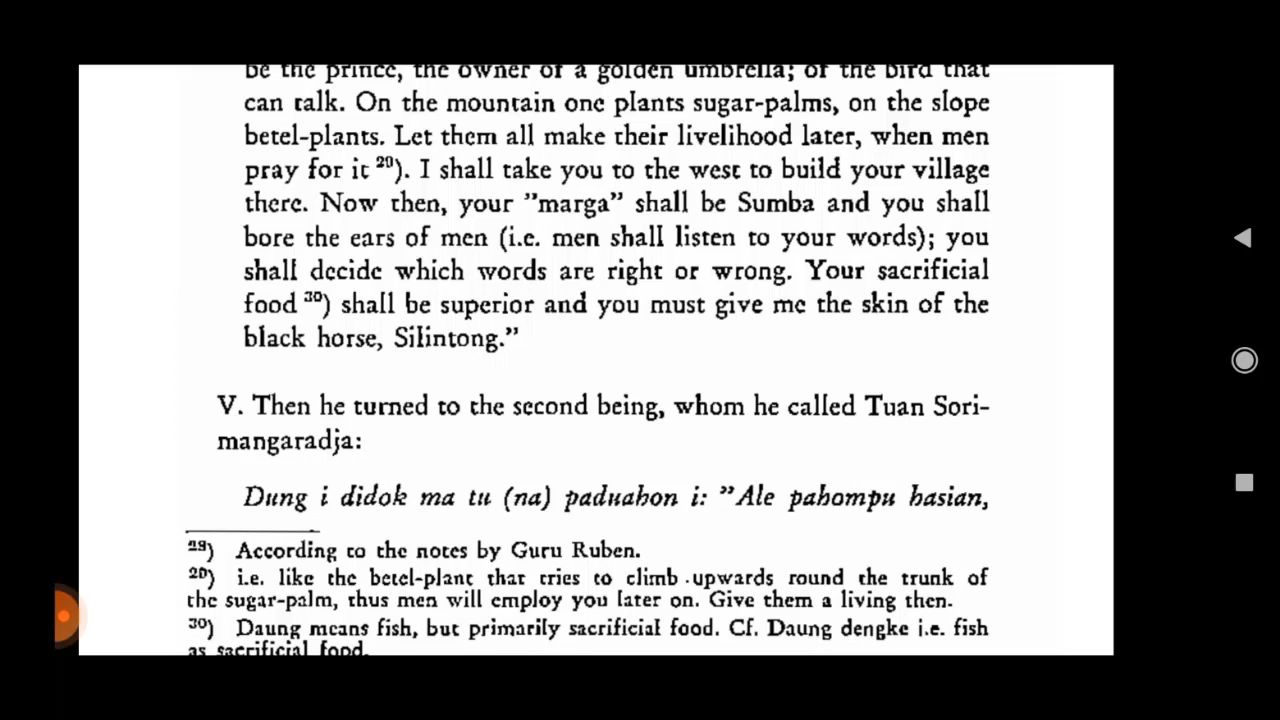 be the prince, the owner of a golden umbrella; of the bird that
can talk. On the mountain one plants sugar-palms, on the slope
betel-plants. Let them all make their livelihood later, when men
pray for it ²⁹). I shall take you to the west to build your village
there. Now then, your ”marga” shall be Sumba and you shall
bore the ears of men (i.e. men shall listen to your words); you
shall decide which words are right or wrong. Your sacrificial
food ³⁰) shall be superior and you must give me the skin of the
black horse, Silintong.”
V. Then he turned to the second being, whom he called Tuan Sori-
mangaradja:
Dung i didok ma tu (na) paduahon i: ”Ale pahompu hasian,
²⁸) According to the notes by Guru Ruben.
²⁹) i.e. like the betel-plant that tries to climb upwards round the trunk of
the sugar-palm, thus men will employ you later on. Give them a living then.
³⁰) Daung means fish, but primarily sacrificial food. Cf. Daung dengke i.e. fish
as sacrificial food.